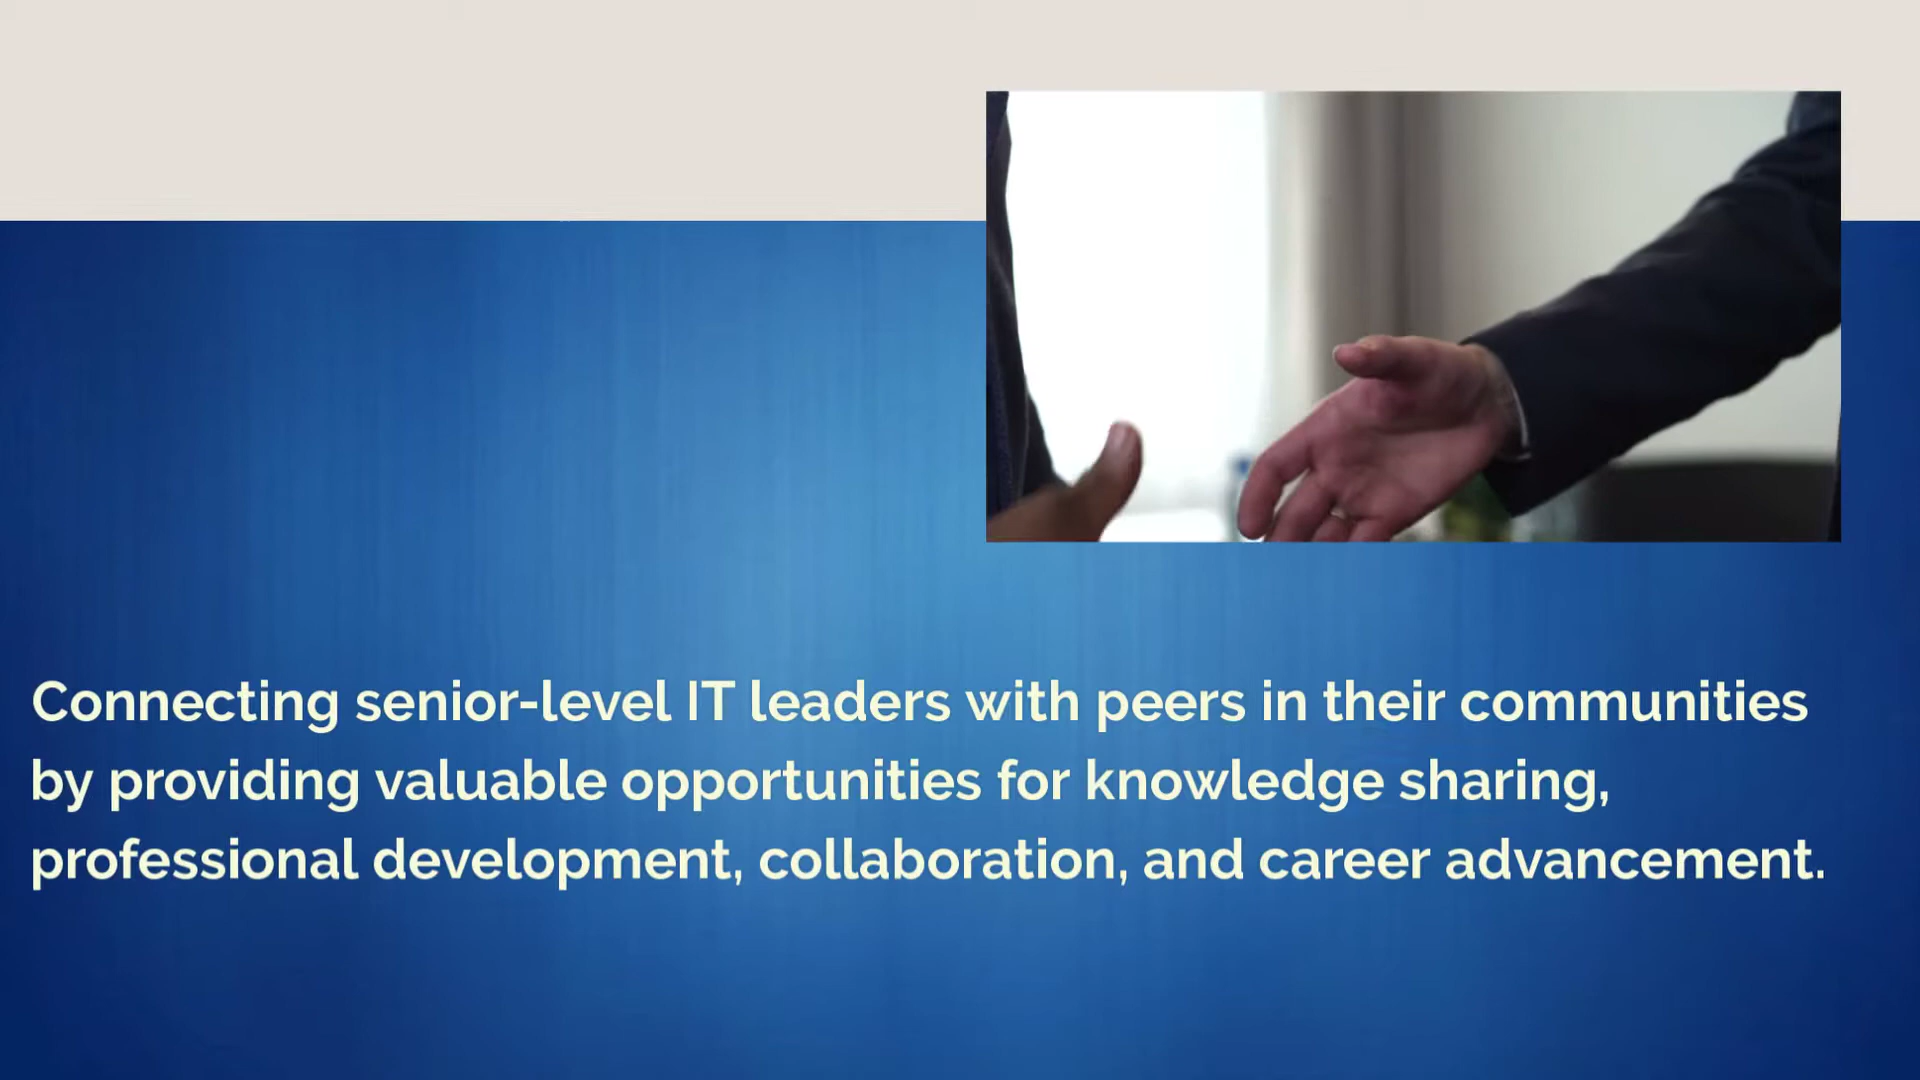 Connecting senior-level IT leaders with peers in their communities
by providing valuable opportunities for knowledge sharing,
professional development, collaboration, and career advancement.